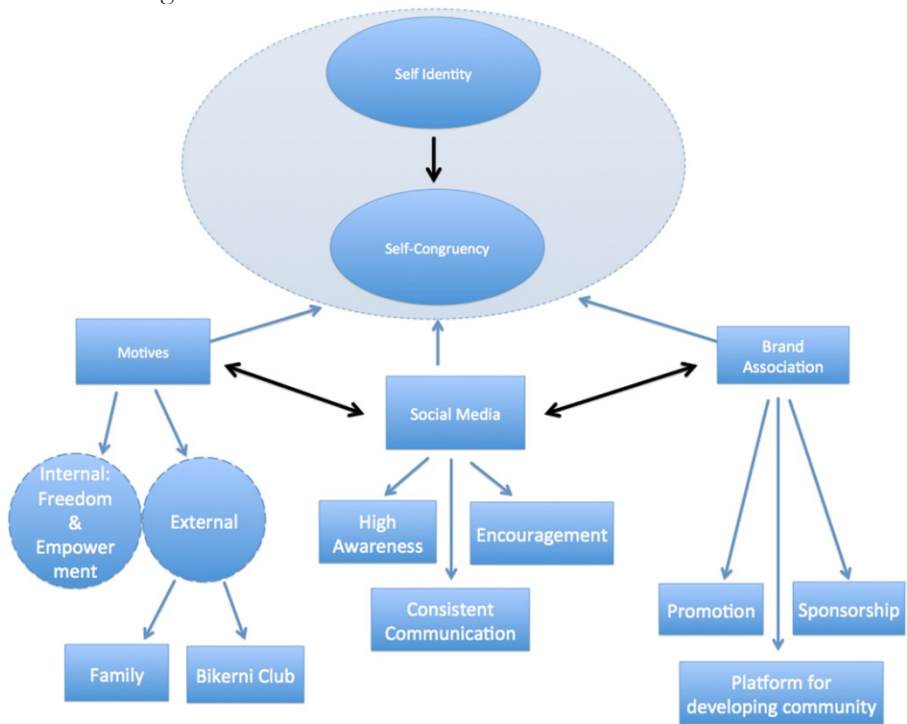 Self Identity
Self-Congruency
Motives
Brand
Association
Social Media
Internal:
Freedom
&
Empower
ment
External
High
Awareness
Encouragement
Consistent
Communication
Promotion
Sponsorship
Family
Bikerni Club
Platform for
developing community